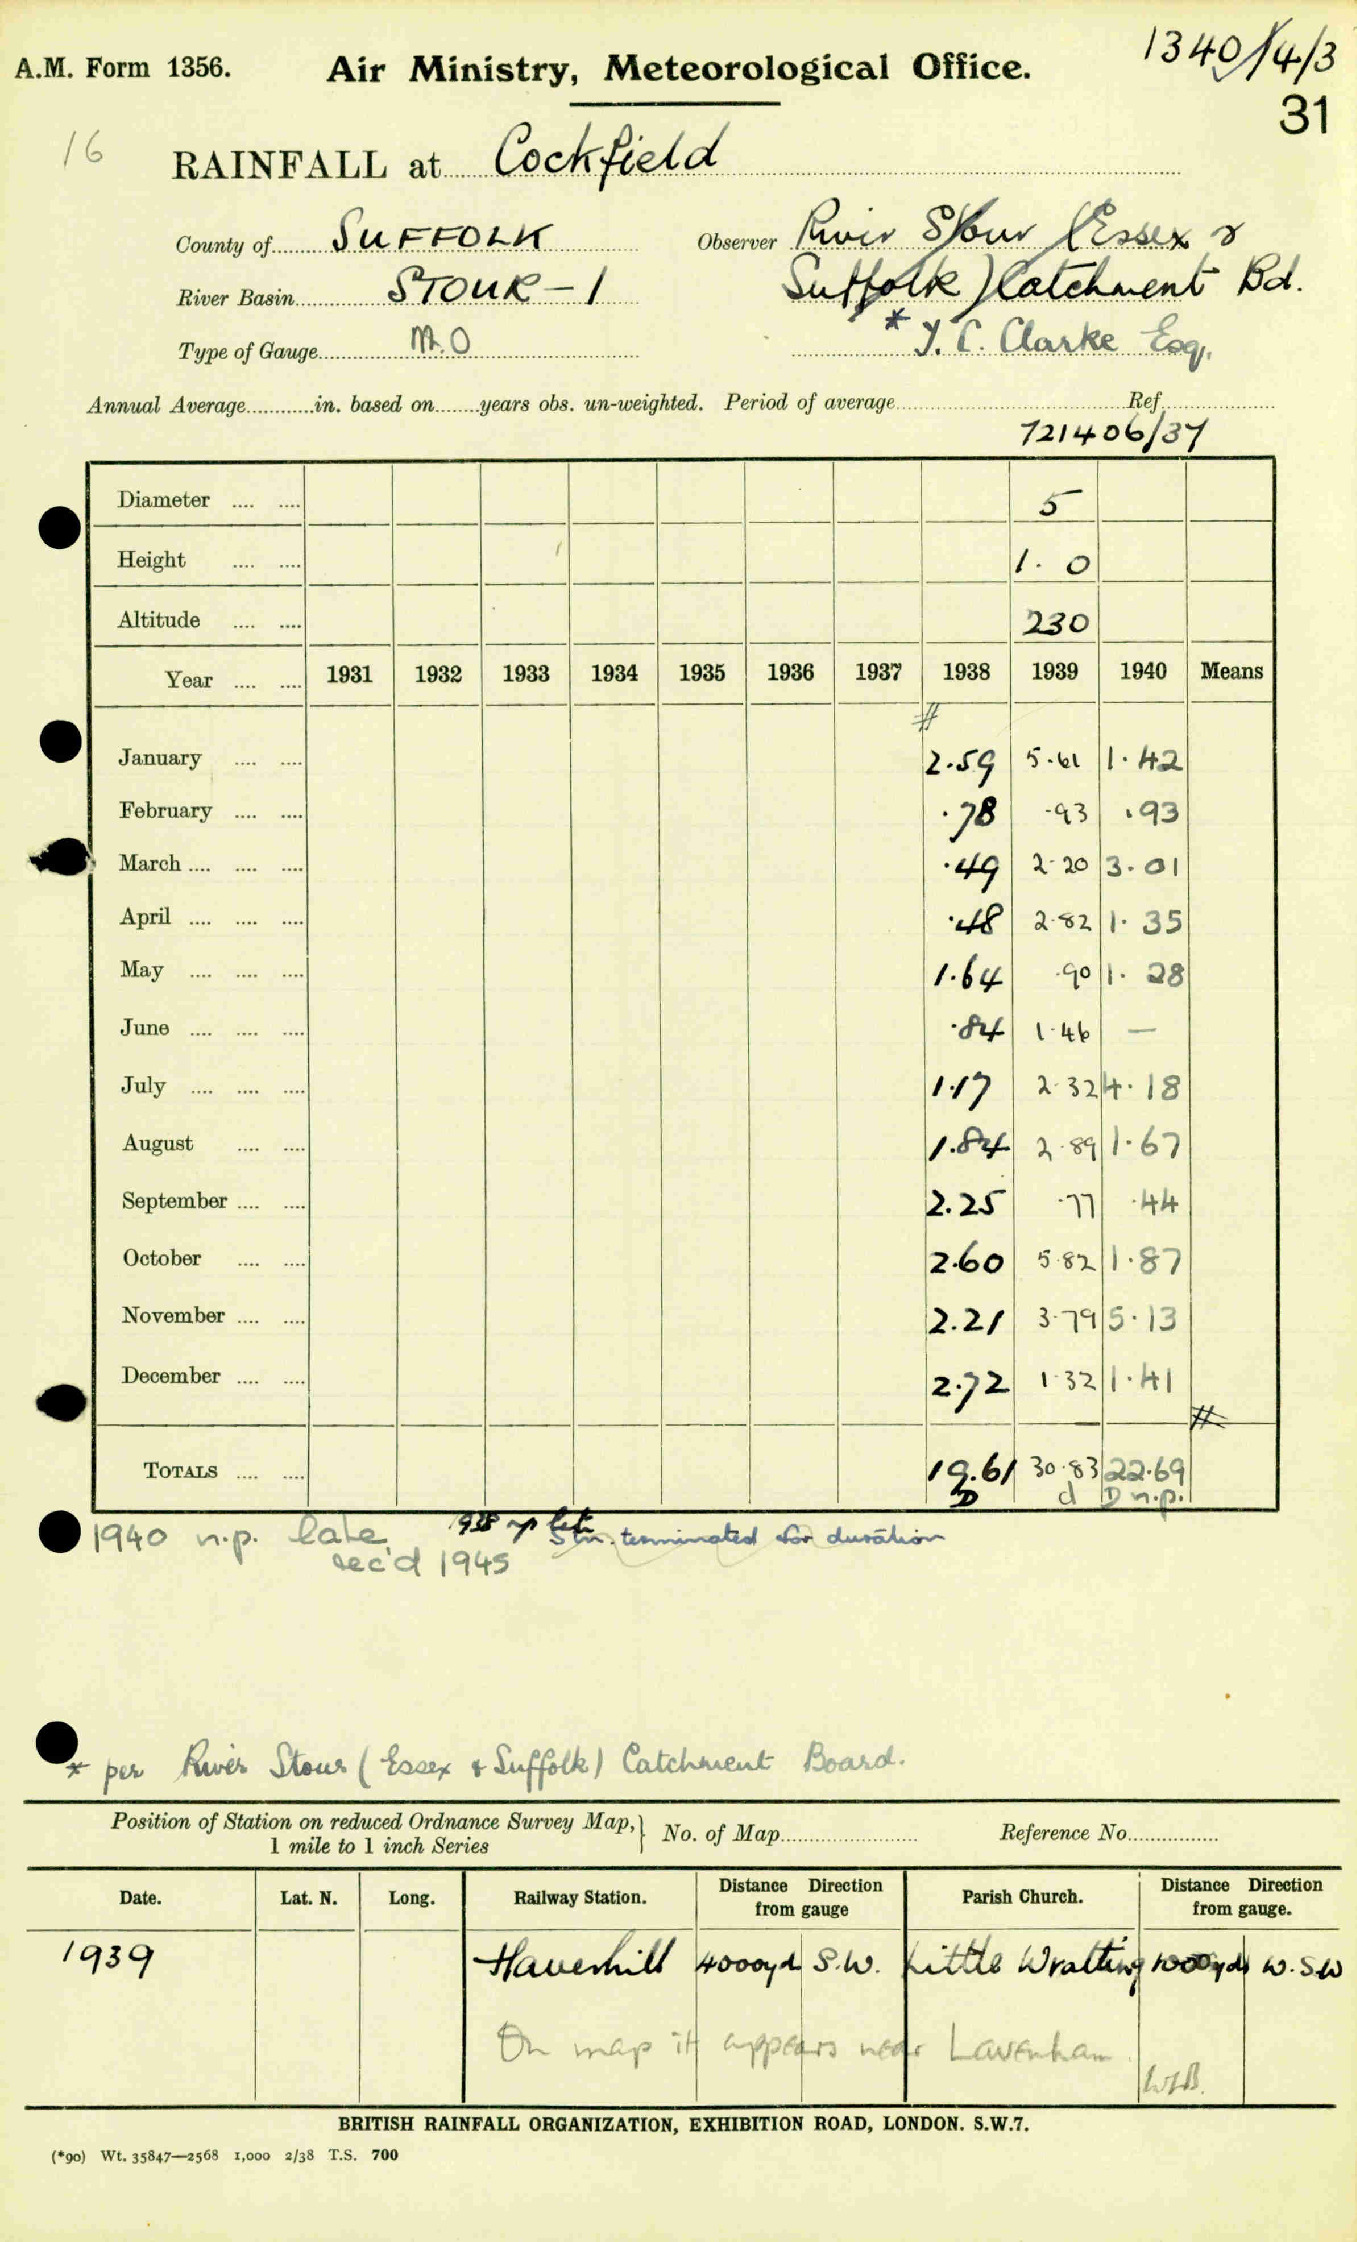 1340/14/3
A.M. Form 1356. Air Ministry, Meteorological Office.
31
16
RAINFALL at Cockfield
County of SUFFOLK Observer River Stour (Essex &
River Basin STOUR-1 Suffolk) Catchment Bd.
Type of Gauge M.O * J. C. Clarke Esq.
Annual Average in. based on years obs. un-weighted. Period of average Ref.
721406/37
Diameter 5
Height 1. 0
Altitude 230
Year 1931 1932 1933 1934 1935 1936 1937 1938 1939 1940 Means
#
January 2.59 5.61 1.42
February .78 .93 .93
March .49 2.20 3.01
April .48 2.82 1.35
May 1.64 .90 1.28
June .84 1.46 —
July 1.17 2.32 4.18
August 1.84 2.89 1.67
September 2.25 .77 .44
October 2.60 5.82 1.87
November 2.21 3.79 5.13
December 2.72 1.32 1.41
#
TOTALS 19.61 30.83 22.69
D d D n.p.
1940 n.p. late 1938 n.p. late Stn. terminated for duration
rec'd 1945
* per River Stour (Essex & Suffolk) Catchment Board.
Position of Station on reduced Ordnance Survey Map, } No. of Map Reference No.
1 mile to 1 inch Series
Date. Lat. N. Long. Railway Station. Distance Direction from gauge Parish Church. Distance Direction from gauge.
1939 Haverhill 4000yd S.W. Little Wratting 1000yds W.S.W
On map it appears near Lavenham.
W.B.
BRITISH RAINFALL ORGANIZATION, EXHIBITION ROAD, LONDON. S.W.7.
(*90) Wt. 35847—2568 1,000 2/38 T.S. 700